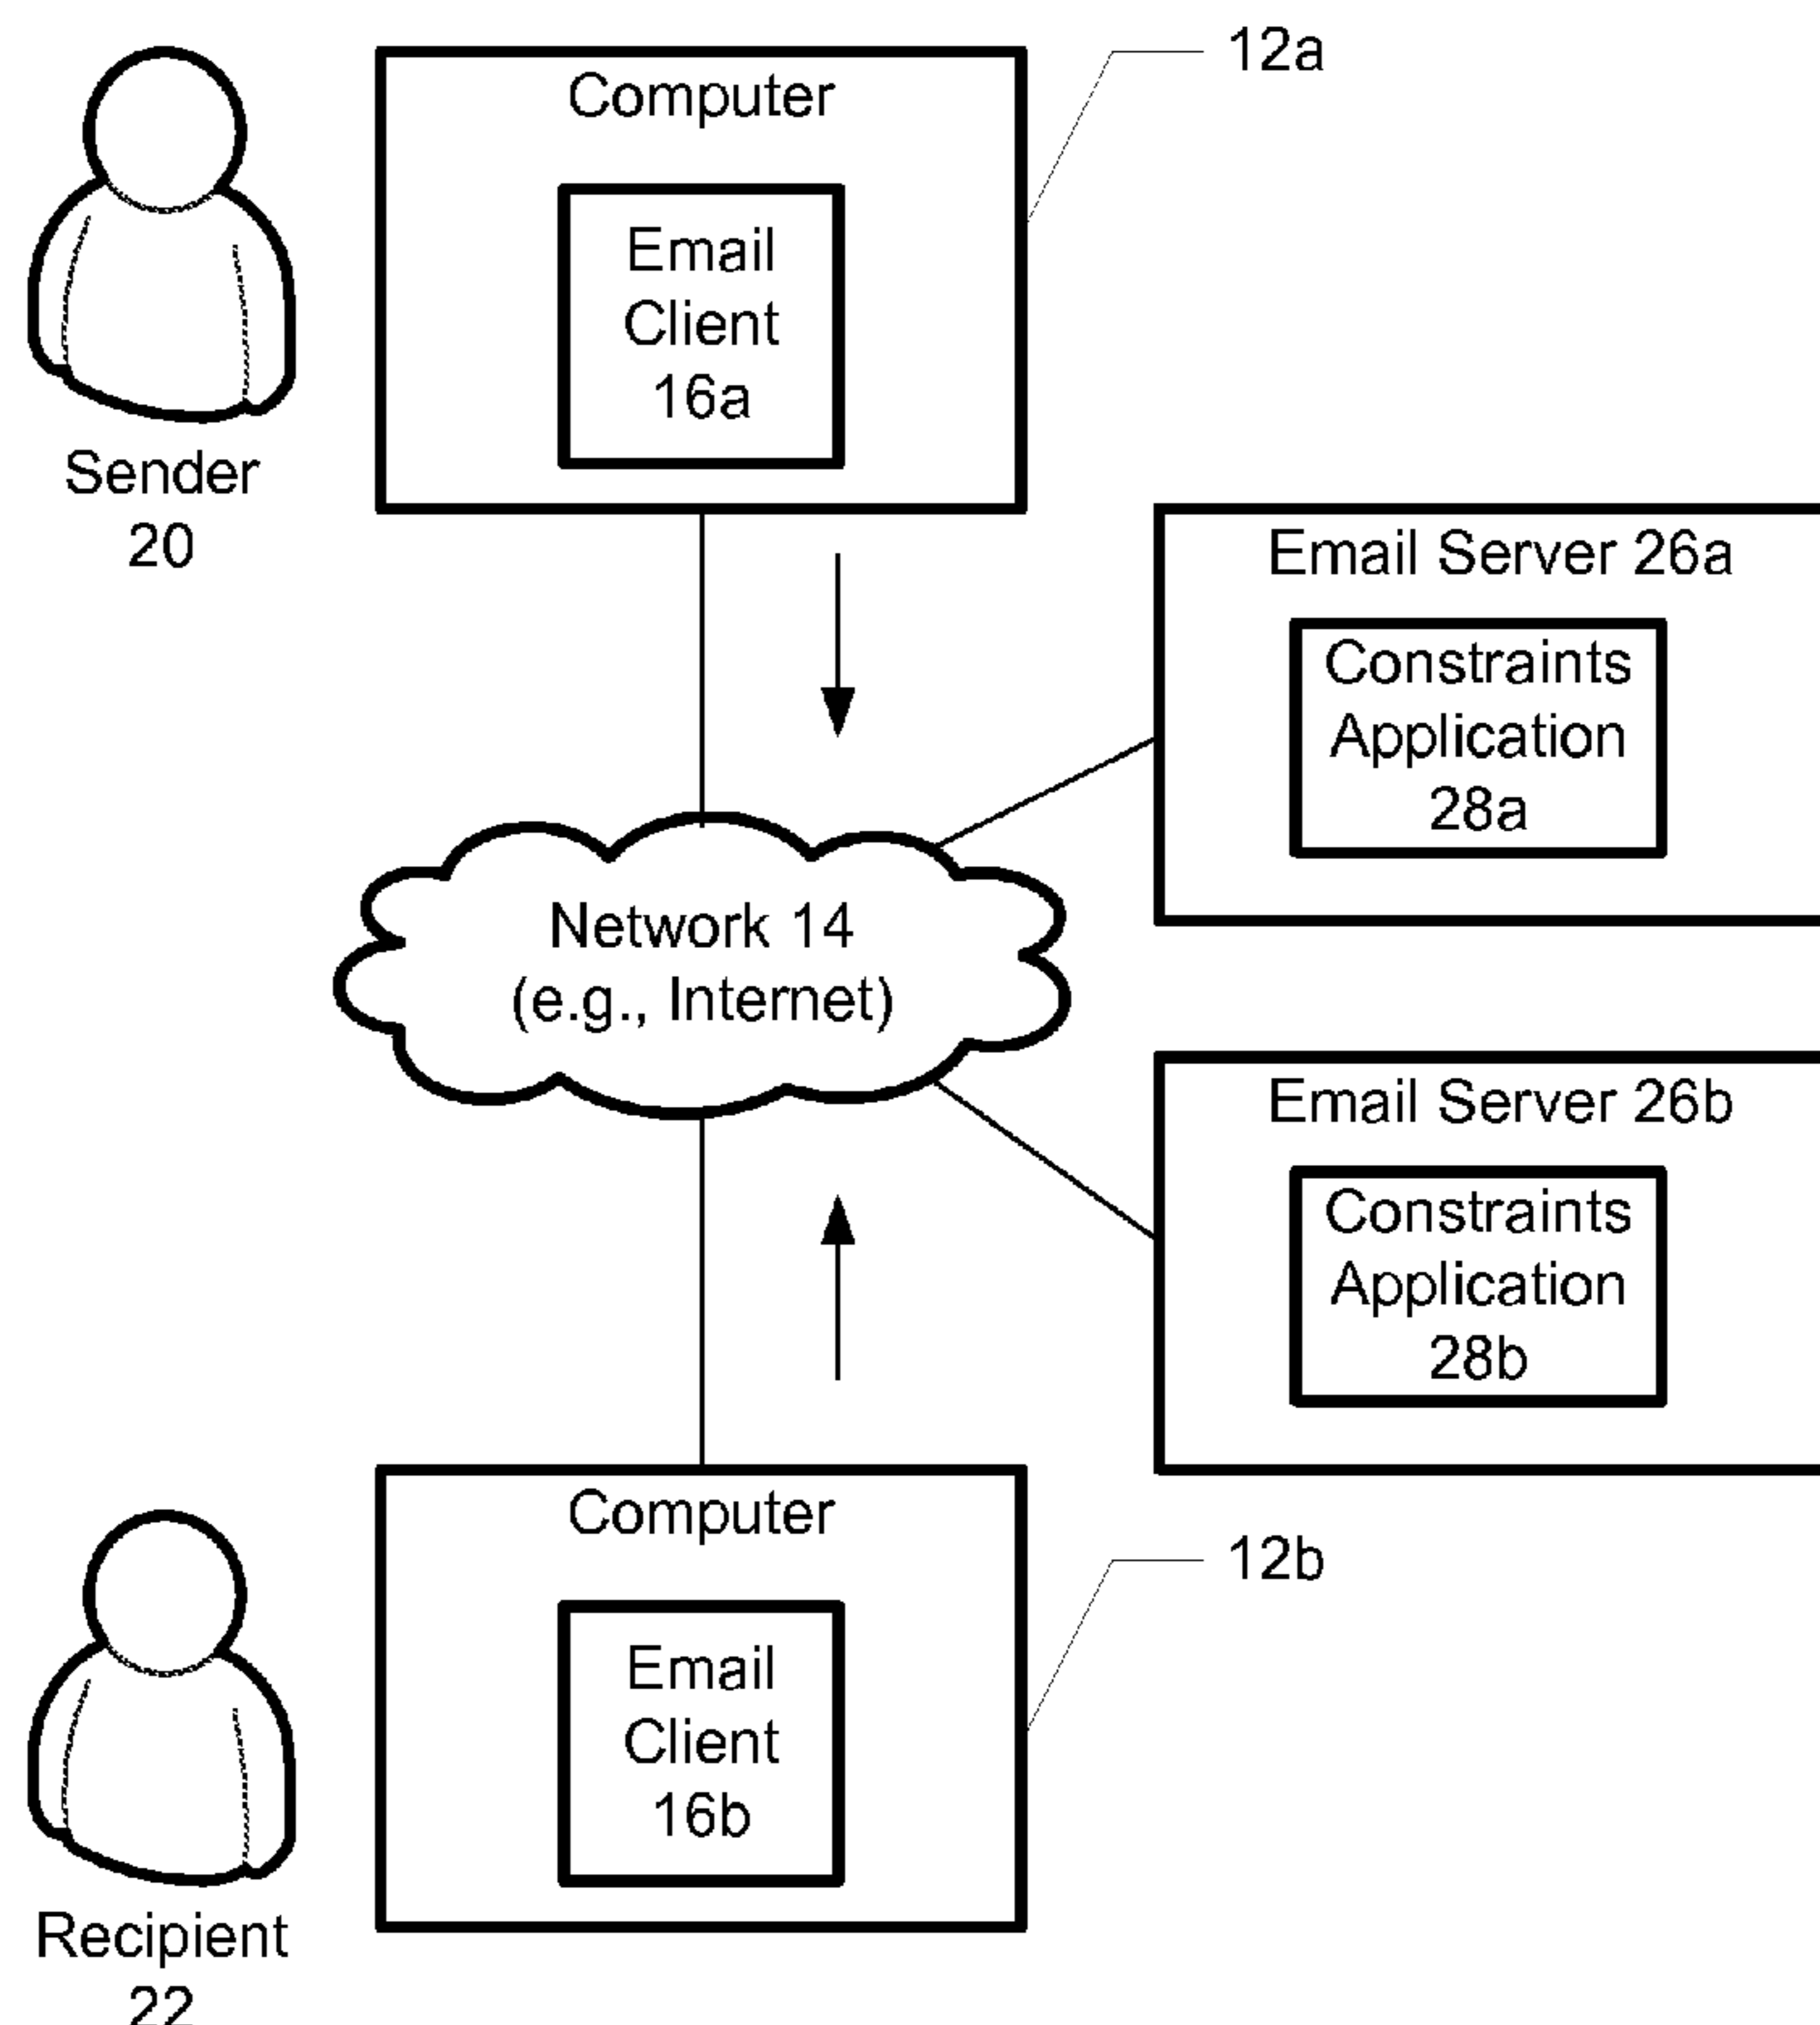 12a
Computer
Email
Client
16a
Sender
20
Email Server 26a
Constraints
Application
28a
Network 14
(e.g., Internet)
Email Server 26b
Constraints
Application
28b
Computer
12b
Email
Client
16b
Recipient
22